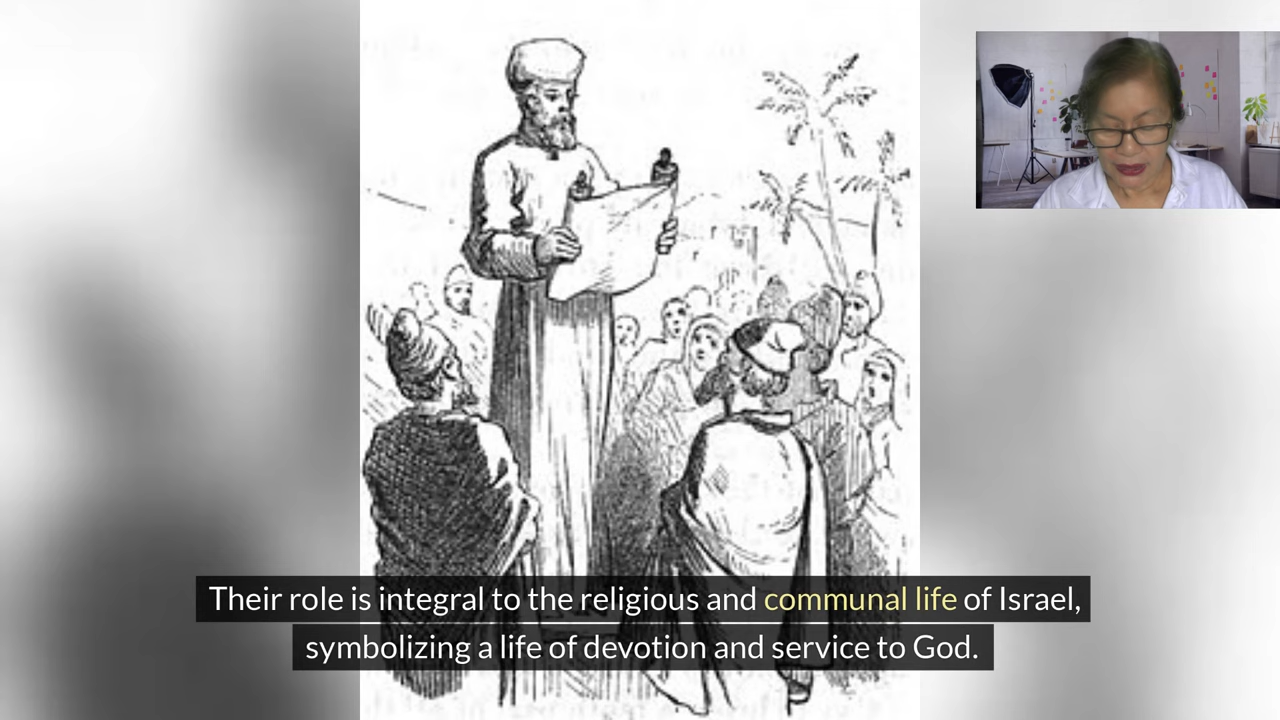 Their role is integral to the religious and communal life of Israel,
symbolizing a life of devotion and service to God.